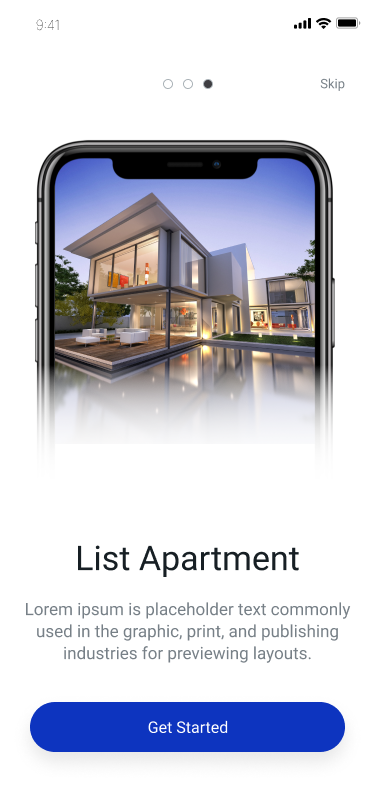 9:41
Skip
List Apartment
Lorem ipsum is placeholder text commonly
used in the graphic, print, and publishing
industries for previewing layouts.
Get Started